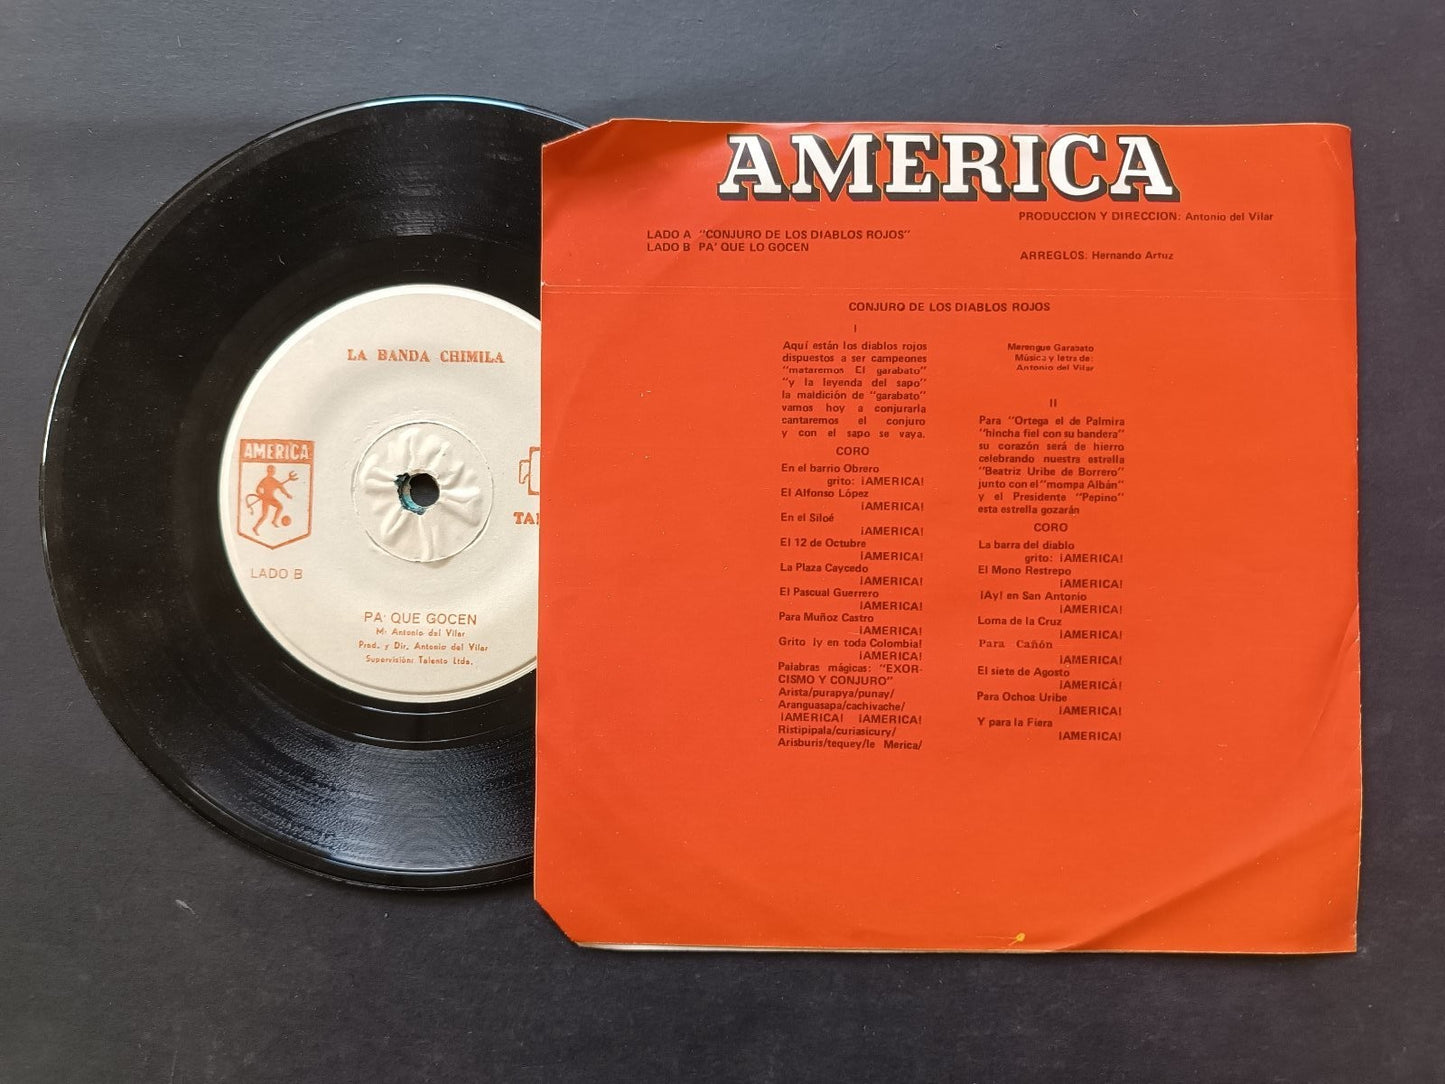 LA BANDA CHIMILA
AMERICA
LADO B
PA' QUE GOCEN
M: Antonio del Vilar
Prod. y Dir. Antonio del Vilar
Supervisión: Talento Ltda.
AMERICA
PRODUCCION Y DIRECCION: Antonio del Vilar
LADO A "CONJURO DE LOS DIABLOS ROJOS"
LADO B PA' QUE LO GOCEN
ARREGLOS: Hernando Artuz
CONJURO DE LOS DIABLOS ROJOS
I
Aquí están los diablos rojos
dispuestos a ser campeones
"mataremos El garabato"
"y la leyenda del sapo"
la maldición de "garabato"
vamos hoy a conjurarla
cantaremos el conjuro
y con el sapo se vaya.
CORO
En el barrio Obrero
grito: ¡AMERICA!
El Alfonso López
¡AMERICA!
En el Siloé
¡AMERICA!
El 12 de Octubre
¡AMERICA!
La Plaza Caycedo
¡AMERICA!
El Pascual Guerrero
¡AMERICA!
Para Muñoz Castro
¡AMERICA!
Grito ¡y en toda Colombia!
¡AMERICA!
Palabras mágicas: "EXOR-
CISMO Y CONJURO"
Arista/purapya/punay/
Aranguasapa/cachivache/
¡AMERICA! ¡AMERICA!
Ristipipala/curiasicury/
Arisburis/tequey/le Merica/
Merengue Garabato
Música y letra de:
Antonio del Vilar
II
Para "Ortega el de Palmira
"hincha fiel con su bandera"
su corazón será de hierro
celebrando nuestra estrella
"Beatriz Uribe de Borrero"
junto con el "mompa Albán"
y el Presidente "Pepino"
esta estrella gozarán
CORO
La barra del diablo
grito: ¡AMERICA!
El Mono Restrepo
¡AMERICA!
¡Ay! en San Antonio
¡AMERICA!
Loma de la Cruz
¡AMERICA!
Para Cañón
¡AMERICA!
El siete de Agosto
¡AMERICA!
Para Ochoa Uribe
¡AMERICA!
Y para la Fiera
¡AMERICA!